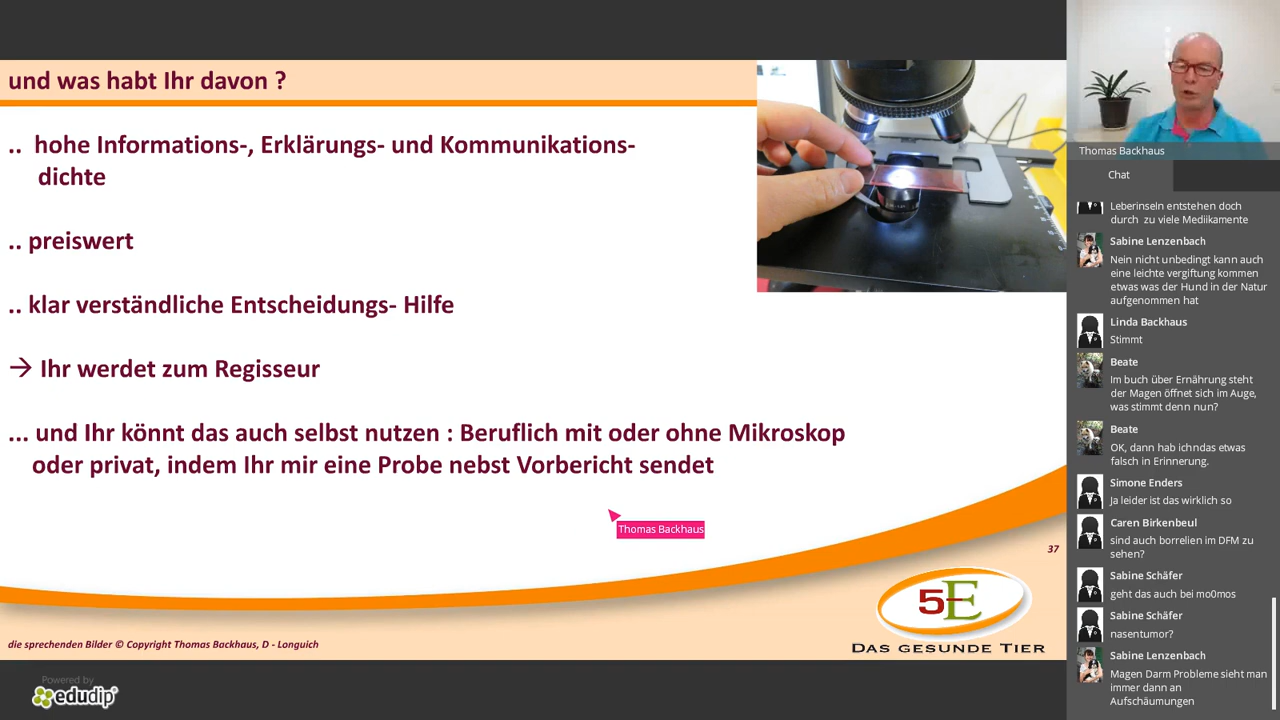 und was habt Ihr davon ?
.. hohe Informations-, Erklärungs- und Kommunikations-
dichte
.. preiswert
.. klar verständliche Entscheidungs- Hilfe
→ Ihr werdet zum Regisseur
... und Ihr könnt das auch selbst nutzen : Beruflich mit oder ohne Mikroskop
oder privat, indem Ihr mir eine Probe nebst Vorbericht sendet
Thomas Backhaus
37
5E
DAS GESUNDE TIER
die sprechenden Bilder © Copyright Thomas Backhaus, D - Longuich
Powered by
edudip
Thomas Backhaus
Chat
Leberinseln entstehen doch
durch zu viele Mediikamente
Sabine Lenzenbach
Nein nicht unbedingt kann auch
eine leichte vergiftung kommen
etwas was der Hund in der Natur
aufgenommen hat
Linda Backhaus
Stimmt
Beate
Im buch über Ernährung steht
der Magen öffnet sich im Auge,
was stimmt denn nun?
Beate
OK, dann hab ichndas etwas
falsch in Erinnerung.
Simone Enders
Ja leider ist das wirklich so
Caren Birkenbeul
sind auch borrelien im DFM zu
sehen?
Sabine Schäfer
geht das auch bei mo0mos
Sabine Schäfer
nasentumor?
Sabine Lenzenbach
Magen Darm Probleme sieht man
immer dann an
Aufschäumungen